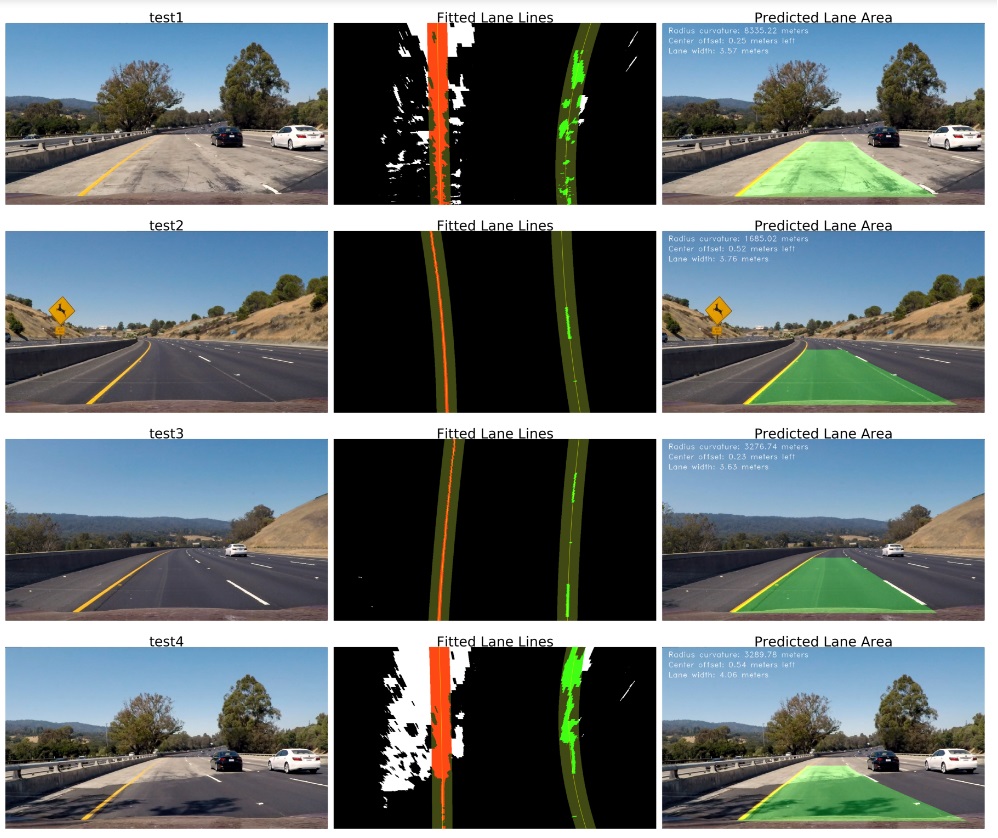 test1 Fitted Lane Lines Predicted Lane Area
Radius curvature: 8335.22 meters
Center offset: 0.25 meters left
Lane width: 3.57 meters
test2 Fitted Lane Lines Predicted Lane Area
Radius curvature: 1685.02 meters
Center offset: 0.52 meters left
Lane width: 3.76 meters
test3 Fitted Lane Lines Predicted Lane Area
Radius curvature: 3276.74 meters
Center offset: 0.23 meters left
Lane width: 3.63 meters
test4 Fitted Lane Lines Predicted Lane Area
Radius curvature: 3289.78 meters
Center offset: 0.54 meters left
Lane width: 4.06 meters